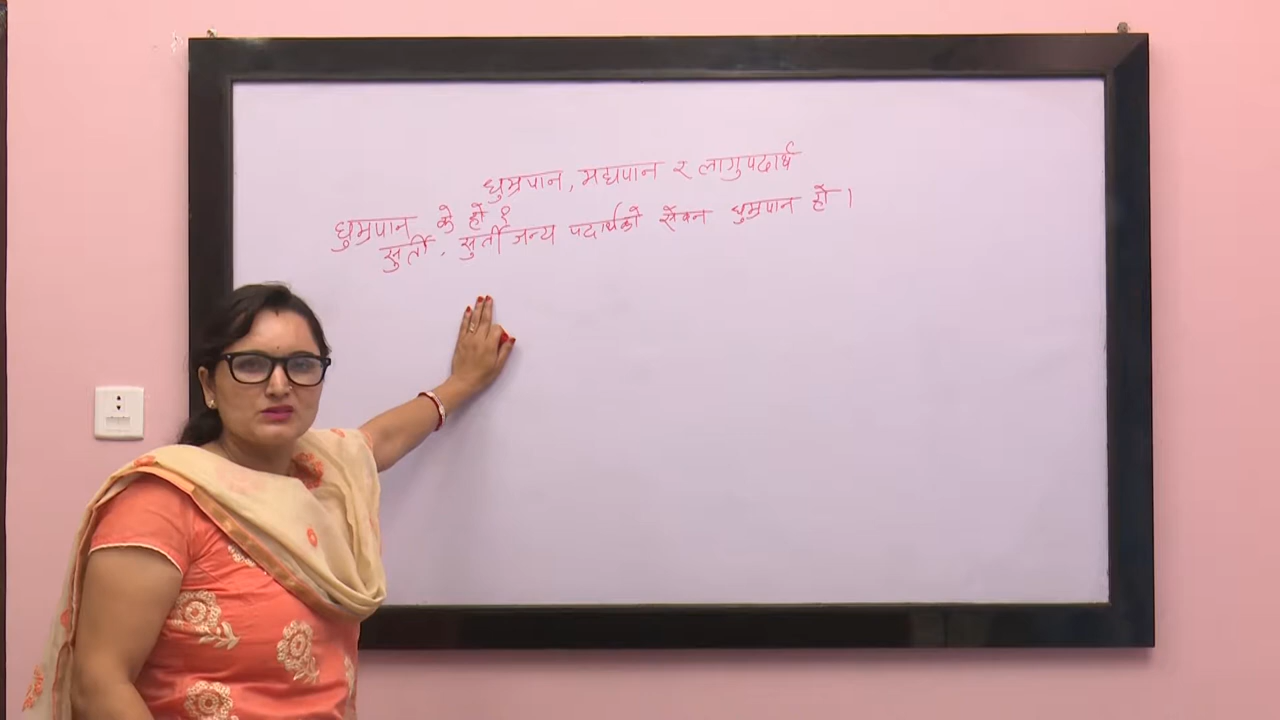 धुम्रपान, मद्यपान र लागुपदार्थ
धुम्रपान के हो ?
सुर्ती, सुर्तीजन्य पदार्थको सेवन धुम्रपान हो ।